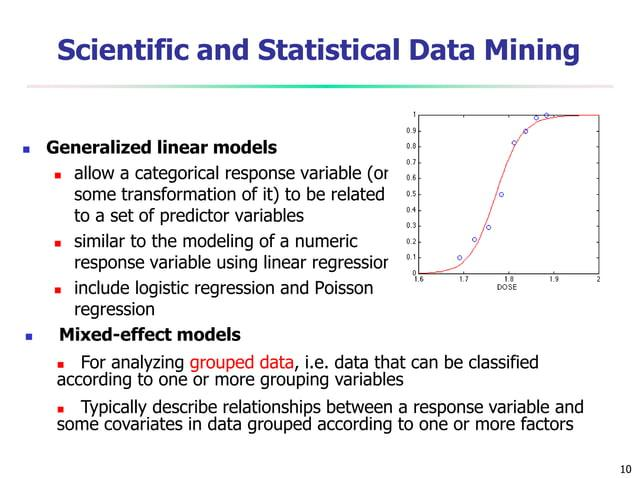 Scientific and Statistical Data Mining
Generalized linear models
allow a categorical response variable (or
some transformation of it) to be related
to a set of predictor variables
similar to the modeling of a numeric
response variable using linear regression
include logistic regression and Poisson
regression
1
0.9
0.8
0.7
0.6
0.5
0.4
0.3
0.2
0.1
0
1.6 1.7 1.8 1.9 2
DOSE
Mixed-effect models
For analyzing grouped data, i.e. data that can be classified
according to one or more grouping variables
Typically describe relationships between a response variable and
some covariates in data grouped according to one or more factors
10